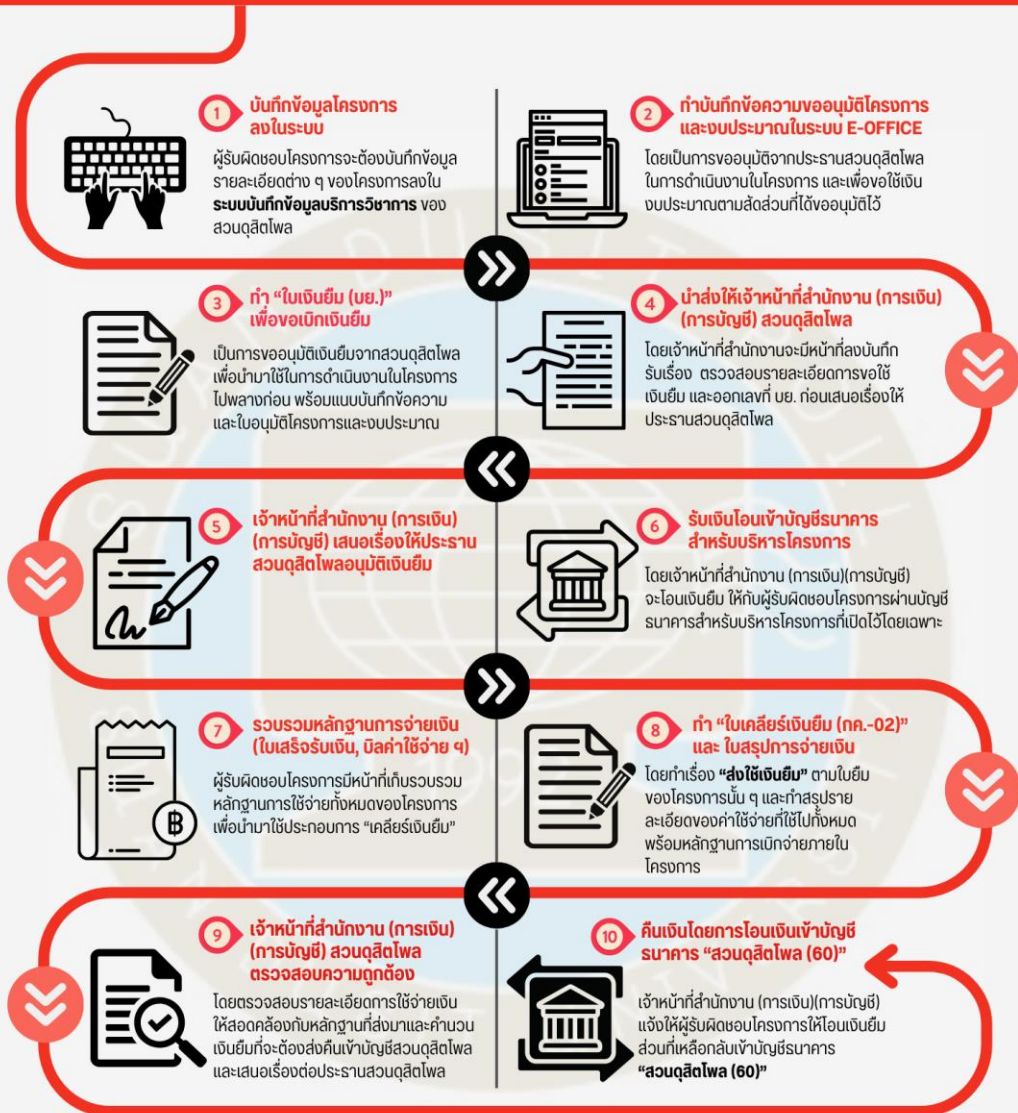 1
บันทึกข้อมูลโครงการ
ลงในระบบ
ผู้รับผิดชอบโครงการจะต้องบันทึกข้อมูล
รายละเอียดต่าง ๆ ของโครงการลงใน
ระบบบันทึกข้อมูลบริการวิชาการ ของ
สวนดุสิตโพล
2
ทำบันทึกข้อความขออนุมัติโครงการ
และงบประมาณในระบบ E-OFFICE
โดยเป็นการขออนุมัติจากประธานสวนดุสิตโพล
ในการดำเนินงานในโครงการ และเพื่อขอใช้เงิน
งบประมาณตามสัดส่วนที่ได้ขออนุมัติไว้
3
ทำ “ใบเงินยืม (บย.)”
เพื่อขอเบิกเงินยืม
เป็นการขออนุมัติเงินยืมจากสวนดุสิตโพล
เพื่อนำมาใช้ในการดำเนินงานในโครงการ
ไปพลางก่อน พร้อมแนบบันทึกข้อความ
และใบอนุมัติโครงการและงบประมาณ
4
นำส่งให้เจ้าหน้าที่สำนักงาน (การเงิน)
(การบัญชี) สวนดุสิตโพล
โดยเจ้าหน้าที่สำนักงานจะมีหน้าที่ลงบันทึก
รับเรื่อง ตรวจสอบรายละเอียดการขอใช้
เงินยืม และออกเลขที่ บย. ก่อนเสนอเรื่องให้
ประธานสวนดุสิตโพล
5
เจ้าหน้าที่สำนักงาน (การเงิน)
(การบัญชี) เสนอเรื่องให้ประธาน
สวนดุสิตโพลอนุมัติเงินยืม
6
รับเงินโอนเข้าบัญชีธนาคาร
สำหรับบริหารโครงการ
โดยเจ้าหน้าที่สำนักงาน (การเงิน)(การบัญชี)
จะโอนเงินยืม ให้กับผู้รับผิดชอบโครงการผ่านบัญชี
ธนาคารสำหรับบริหารโครงการที่เปิดไว้โดยเฉพาะ
7
รวบรวมหลักฐานการจ่ายเงิน
(ใบเสร็จรับเงิน, บิลค่าใช้จ่าย ฯ)
ผู้รับผิดชอบโครงการมีหน้าที่เก็บรวบรวม
หลักฐานการใช้จ่ายทั้งหมดของโครงการ
เพื่อนำมาใช้ประกอบการ “เคลียร์เงินยืม”
฿
8
ทำ “ใบเคลียร์เงินยืม (กค.-02)”
และ ใบสรุปการจ่ายเงิน
โดยทำเรื่อง “ส่งใช้เงินยืม” ตามใบยืม
ของโครงการนั้น ๆ และทำสรุปราย
ละเอียดของค่าใช้จ่ายที่ใช้ไปทั้งหมด
พร้อมหลักฐานการเบิกจ่ายภายใน
โครงการ
9
เจ้าหน้าที่สำนักงาน (การเงิน)
(การบัญชี) สวนดุสิตโพล
ตรวจสอบความถูกต้อง
โดยตรวจสอบรายละเอียดการใช้จ่ายเงิน
ให้สอดคล้องกับหลักฐานที่ส่งมาและคำนวน
เงินยืมที่จะต้องส่งคืนเข้าบัญชีสวนดุสิตโพล
และเสนอเรื่องต่อประธานสวนดุสิตโพล
10
คืนเงินโดยการโอนเงินเข้าบัญชี
ธนาคาร “สวนดุสิตโพล (60)”
เจ้าหน้าที่สำนักงาน (การเงิน)(การบัญชี)
แจ้งให้ผู้รับผิดชอบโครงการให้โอนเงินยืม
ส่วนที่เหลือกลับเข้าบัญชีธนาคาร
“สวนดุสิตโพล (60)”